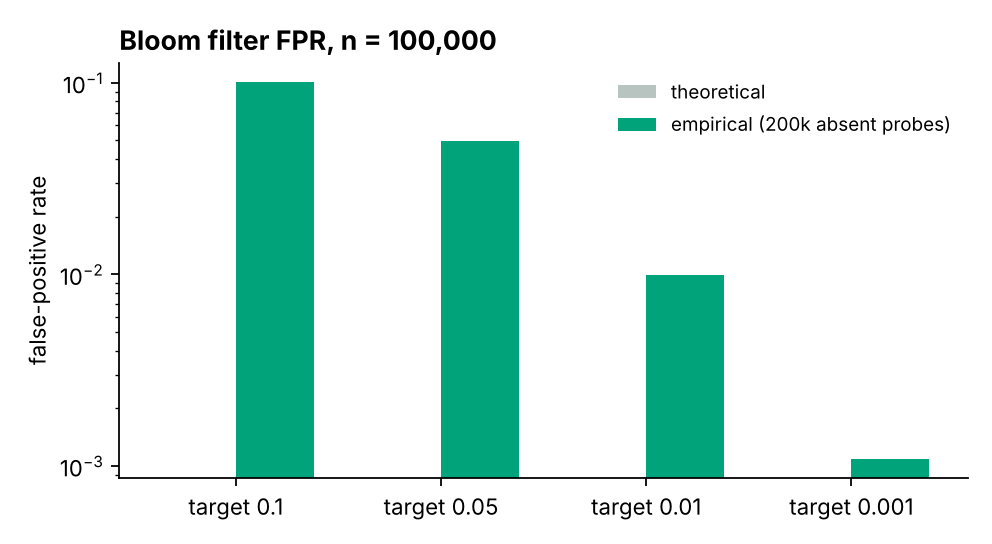 Bloom filter FPR, n = 100,000
theoretical
empirical (200k absent probes)
false-positive rate
10⁻¹
10⁻²
10⁻³
target 0.1
target 0.05
target 0.01
target 0.001